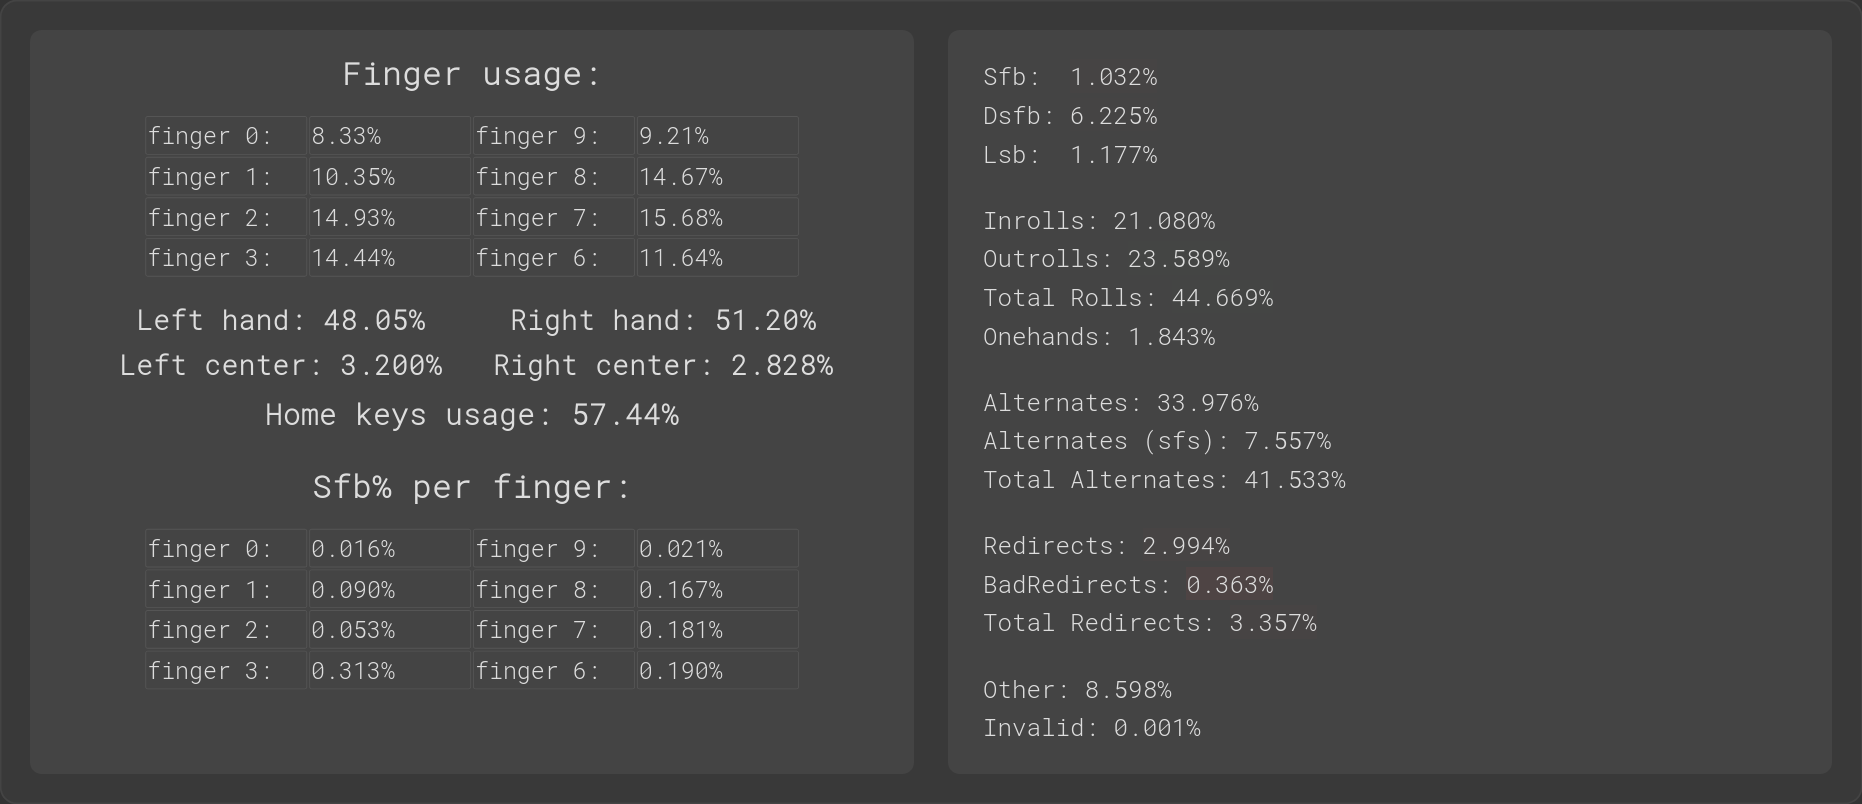 Finger usage:
finger 0: 8.33% finger 9: 9.21%
finger 1: 10.35% finger 8: 14.67%
finger 2: 14.93% finger 7: 15.68%
finger 3: 14.44% finger 6: 11.64%
Left hand: 48.05% Right hand: 51.20%
Left center: 3.200% Right center: 2.828%
Home keys usage: 57.44%
Sfb% per finger:
finger 0: 0.016% finger 9: 0.021%
finger 1: 0.090% finger 8: 0.167%
finger 2: 0.053% finger 7: 0.181%
finger 3: 0.313% finger 6: 0.190%
Sfb: 1.032%
Dsfb: 6.225%
Lsb: 1.177%
Inrolls: 21.080%
Outrolls: 23.589%
Total Rolls: 44.669%
Onehands: 1.843%
Alternates: 33.976%
Alternates (sfs): 7.557%
Total Alternates: 41.533%
Redirects: 2.994%
BadRedirects: 0.363%
Total Redirects: 3.357%
Other: 8.598%
Invalid: 0.001%